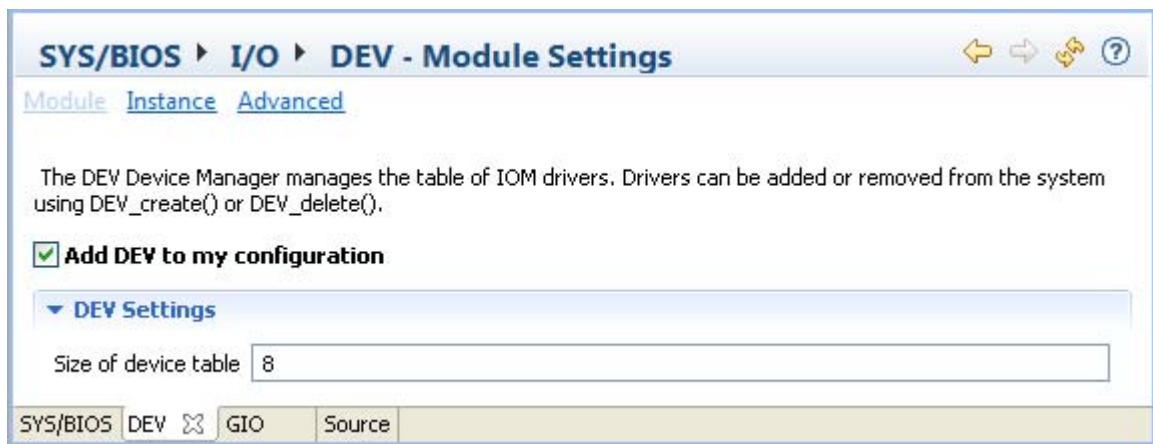 SYS/BIOS ▸ I/O ▸ DEV - Module Settings
Module Instance Advanced
The DEV Device Manager manages the table of IOM drivers. Drivers can be added or removed from the system
using DEV_create() or DEV_delete().
Add DEV to my configuration
DEV Settings
Size of device table 8
SYS/BIOS DEV GIO Source